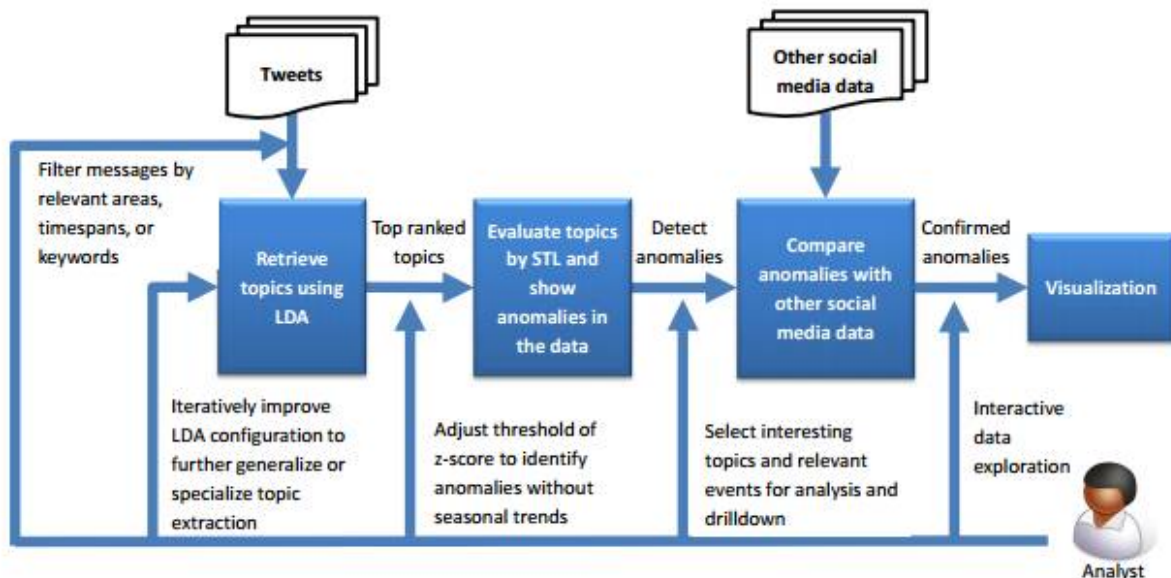 Tweets
Other social
media data
Filter messages by
relevant areas,
timespans, or
keywords
Retrieve
topics using
LDA
Top ranked
topics
Evaluate topics
by STL and
show
anomalies in
the data
Detect
anomalies
Compare
anomalies with
other social
media data
Confirmed
anomalies
Visualization
Iteratively improve
LDA configuration to
further generalize or
specialize topic
extraction
Adjust threshold of
z-score to identify
anomalies without
seasonal trends
Select interesting
topics and relevant
events for analysis and
drilldown
Interactive
data
exploration
Analyst